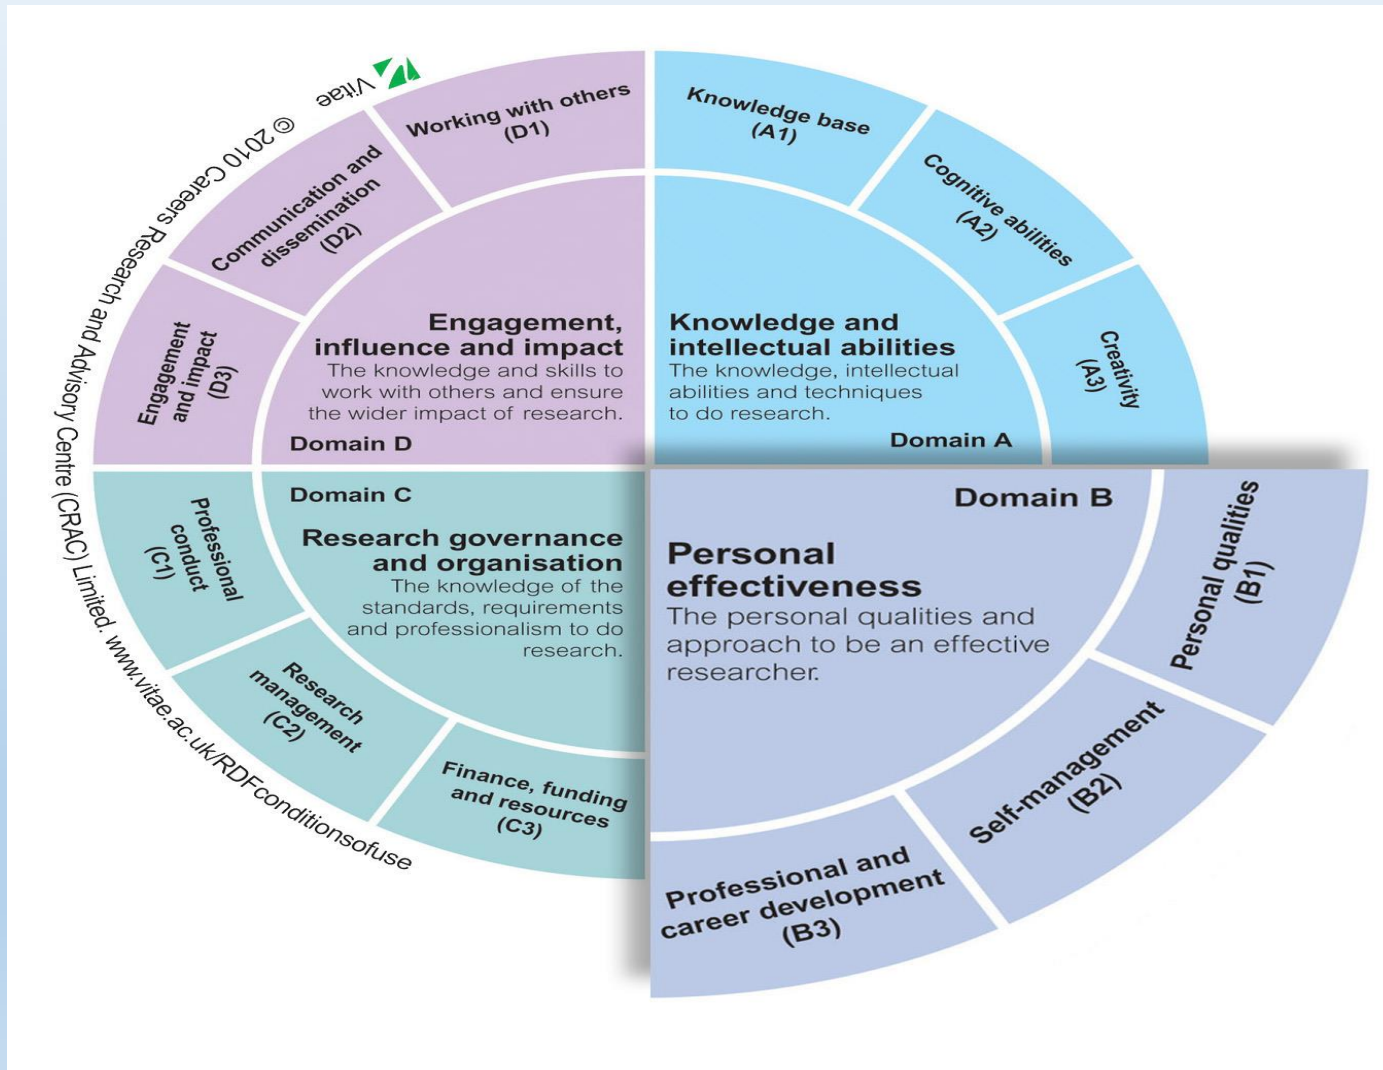 Vitae
© 2010 Careers Research and Advisory Centre (CRAC) Limited. www.vitae.ac.uk/RDFconditionsofuse
Working with others
(D1)
Communication and
dissemination
(D2)
Engagement
and impact
(D3)
Engagement,
influence and impact
The knowledge and skills to
work with others and ensure
the wider impact of research.
Domain D
Knowledge base
(A1)
Cognitive abilities
(A2)
Creativity
(A3)
Knowledge and
intellectual abilities
The knowledge, intellectual
abilities and techniques
to do research.
Domain A
Domain C
Research governance
and organisation
The knowledge of the
standards, requirements
and professionalism to do
research.
Professional
conduct
(C1)
Research
management
(C2)
Finance, funding
and resources
(C3)
Domain B
Personal
effectiveness
The personal qualities and
approach to be an effective
researcher.
Personal qualities
(B1)
Self-management
(B2)
Professional and
career development
(B3)